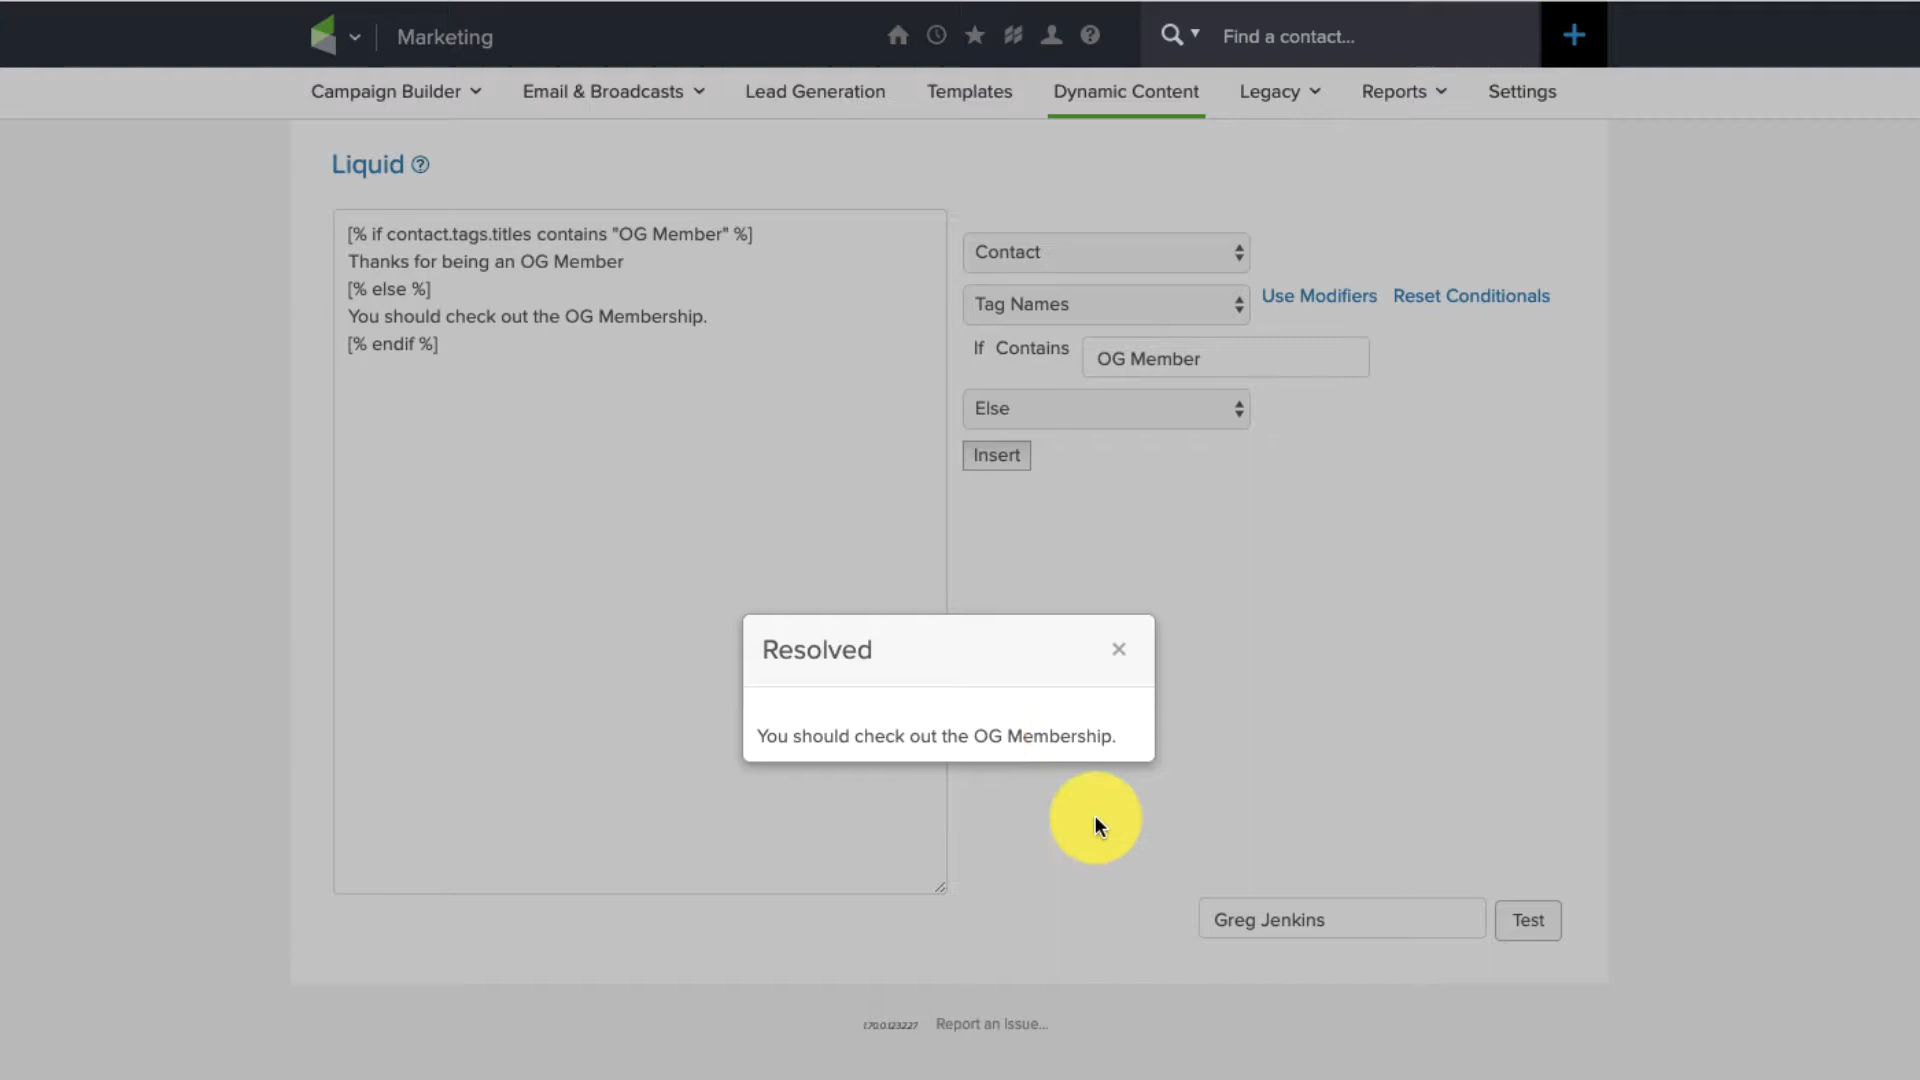 Marketing
Find a contact...
Campaign Builder
Email & Broadcasts
Lead Generation
Templates
Dynamic Content
Legacy
Reports
Settings
Liquid
[% if contact.tags.titles contains "OG Member" %]
Thanks for being an OG Member
[% else %]
You should check out the OG Membership.
[% endif %]
Contact
Tag Names
Use Modifiers
Reset Conditionals
If Contains
OG Member
Else
Insert
Resolved
You should check out the OG Membership.
Greg Jenkins
Test
1.70.0.123227
Report an Issue...